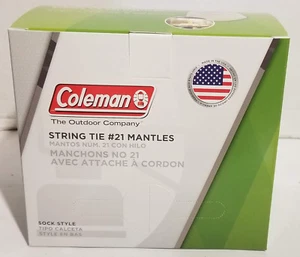 Coleman
The Outdoor Company
STRING TIE #21 MANTLES
MANTOS NÚM. 21 CON HILO
MANCHONS NO 21
AVEC ATTACHE À CORDON
SOCK STYLE
TIPO CALCETA
STYLE EN BAS